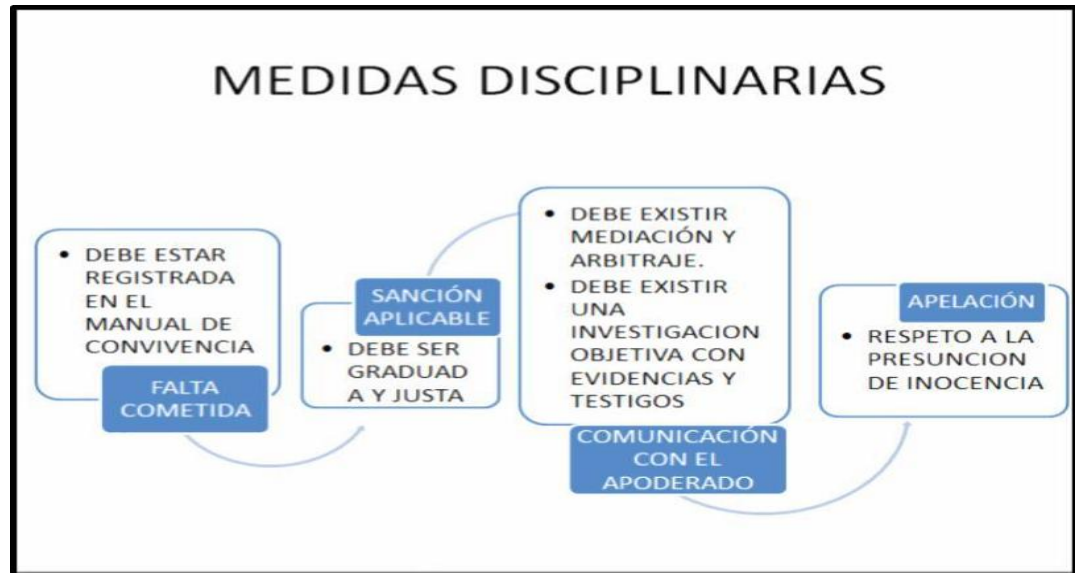 MEDIDAS DISCIPLINARIAS
• DEBE ESTAR
REGISTRADA
EN EL
MANUAL DE
CONVIVENCIA
FALTA
COMETIDA
SANCIÓN
APLICABLE
• DEBE SER
GRADUAD
A Y JUSTA
• DEBE EXISTIR
MEDIACIÓN Y
ARBITRAJE.
• DEBE EXISTIR
UNA
INVESTIGACION
OBJETIVA CON
EVIDENCIAS Y
TESTIGOS
COMUNICACIÓN
CON EL
APODERADO
APELACIÓN
• RESPETO A LA
PRESUNCION
DE INOCENCIA